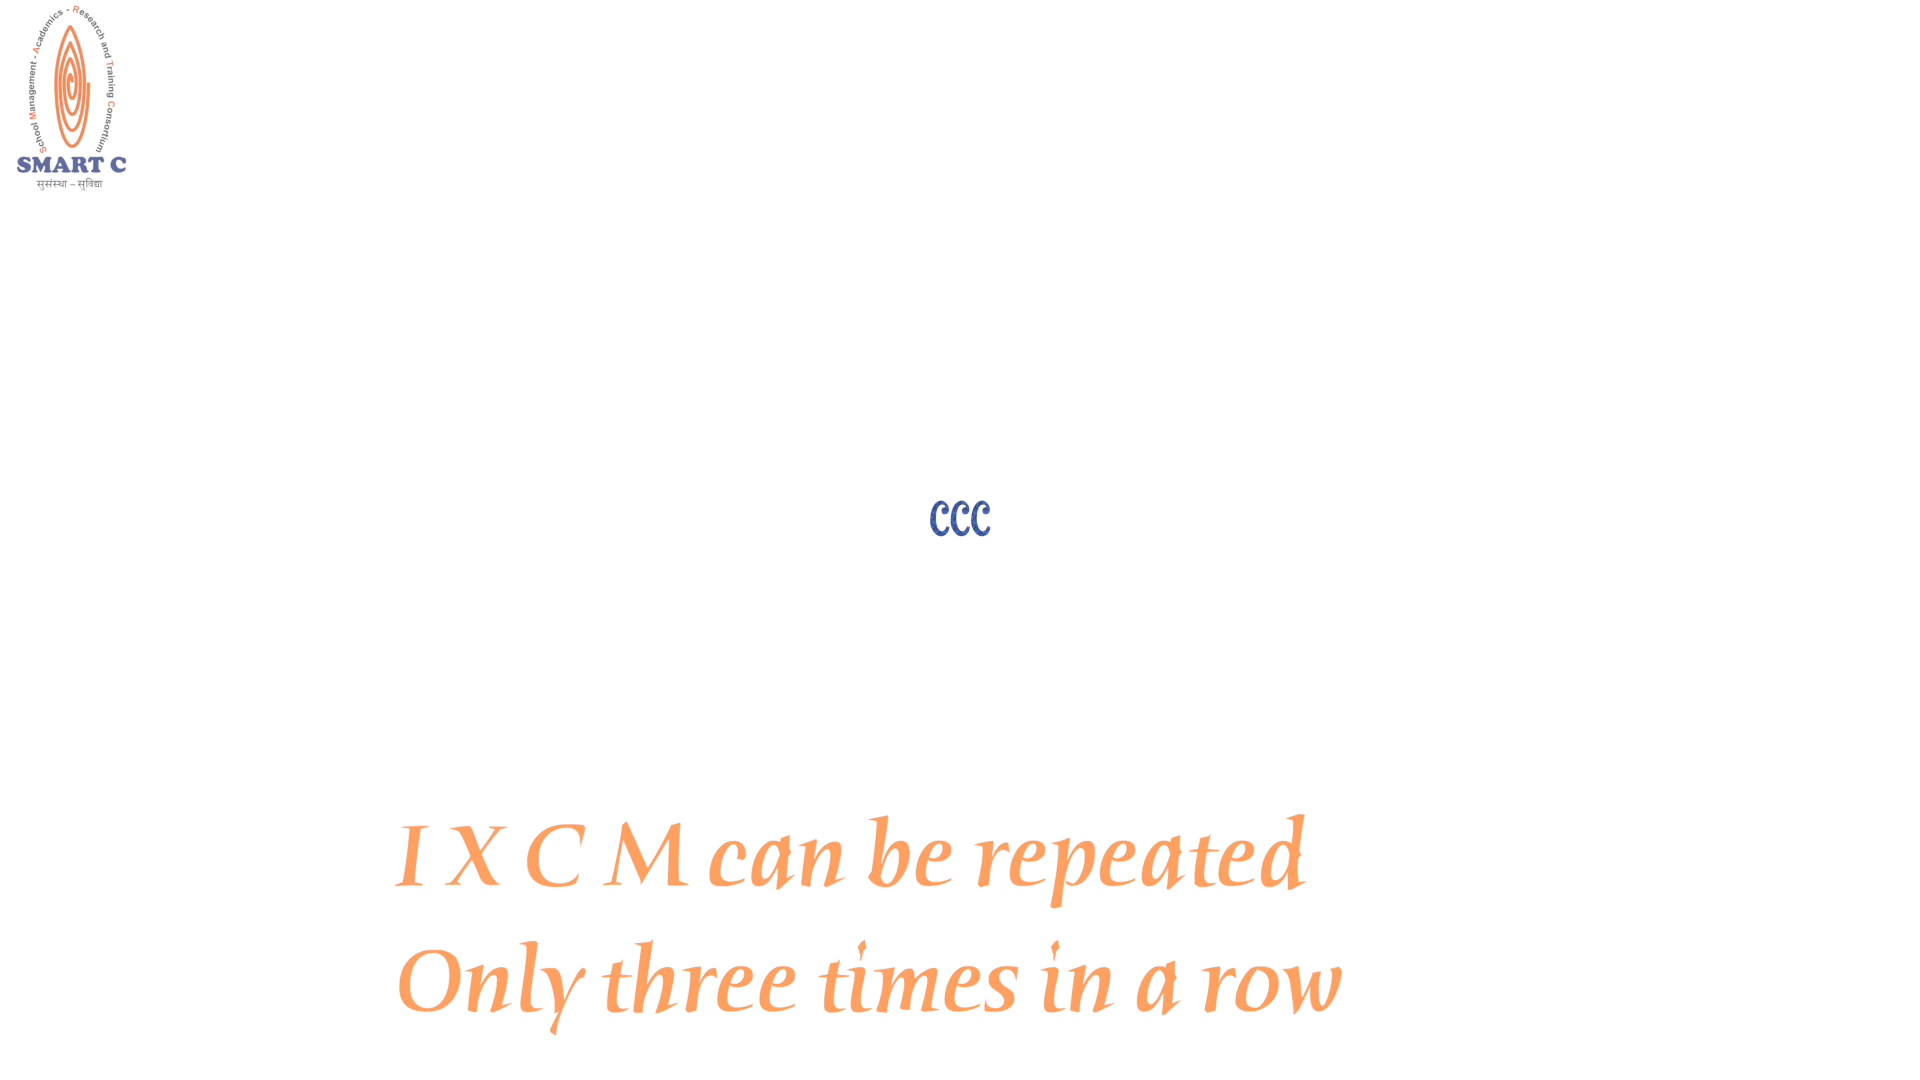 School Management - Academics - Research and Training Consortium
SMART C
सुसंस्था – सुविद्या
CCC
I X C M can be repeated
Only three times in a row